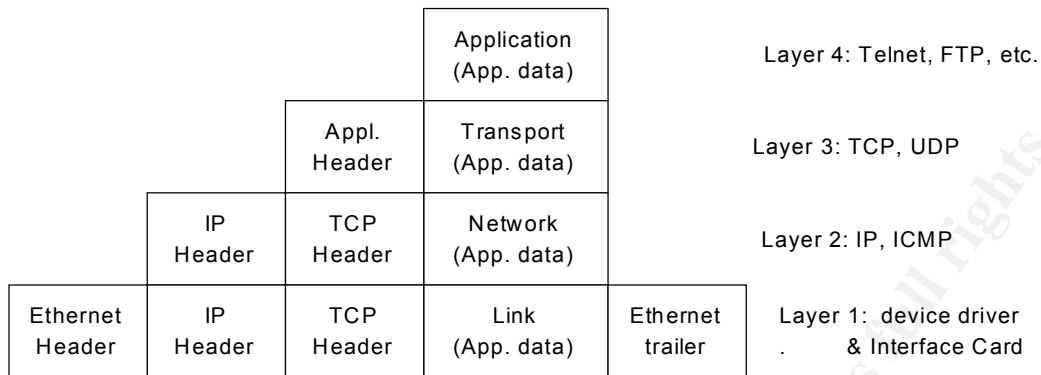 Application
(App. data)
Layer 4: Telnet, FTP, etc.
Appl.
Header
Transport
(App. data)
Layer 3: TCP, UDP
IP
Header
TCP
Header
Network
(App. data)
Layer 2: IP, ICMP
Ethernet
Header
IP
Header
TCP
Header
Link
(App. data)
Ethernet
trailer
Layer 1: device driver
. & Interface Card
full rights